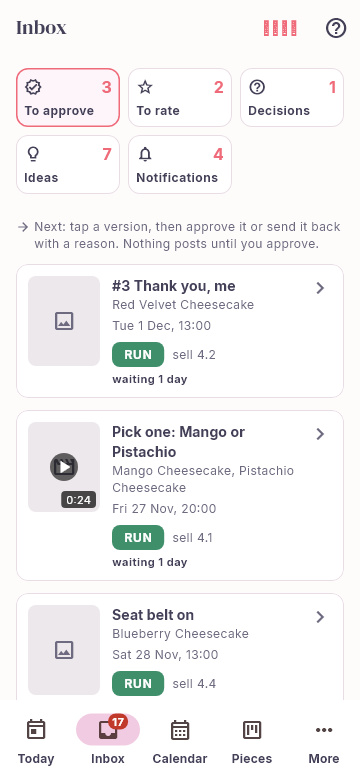 Inbox
3
To approve
2
To rate
1
Decisions
7
Ideas
4
Notifications
→ Next: tap a version, then approve it or send it back
with a reason. Nothing posts until you approve.
#3 Thank you, me
Red Velvet Cheesecake
Tue 1 Dec, 13:00
RUN sell 4.2
waiting 1 day
Pick one: Mango or
Pistachio
Mango Cheesecake, Pistachio
Cheesecake
0:24
Fri 27 Nov, 20:00
RUN sell 4.1
waiting 1 day
Seat belt on
Blueberry Cheesecake
Sat 28 Nov, 13:00
RUN sell 4.4
17
Today Inbox Calendar Pieces More